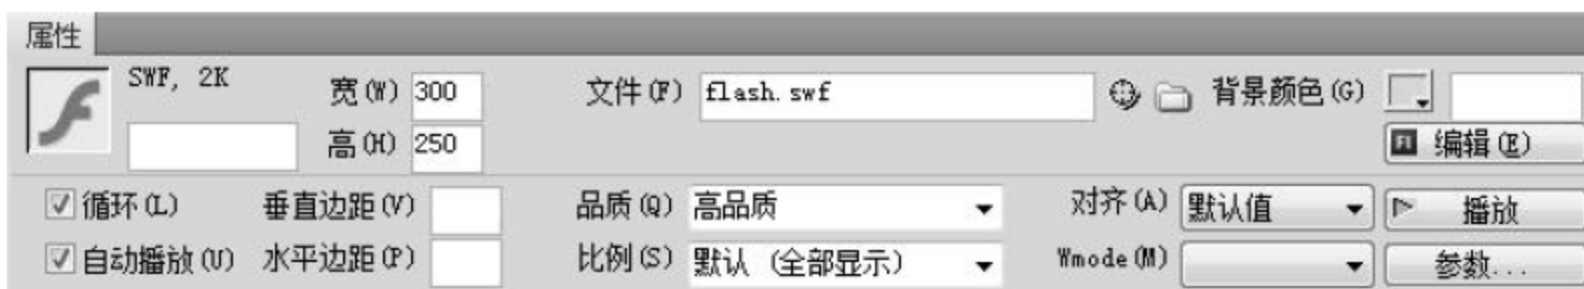 属性
SWF, 2K 宽(W) 300 文件(F) flash.swf 背景颜色(G)
高(H) 250 编辑(E)
循环(L) 垂直边距(V) 品质(Q) 高品质 对齐(A) 默认值 播放
自动播放(U) 水平边距(P) 比例(S) 默认 (全部显示) Wmode(M) 参数...